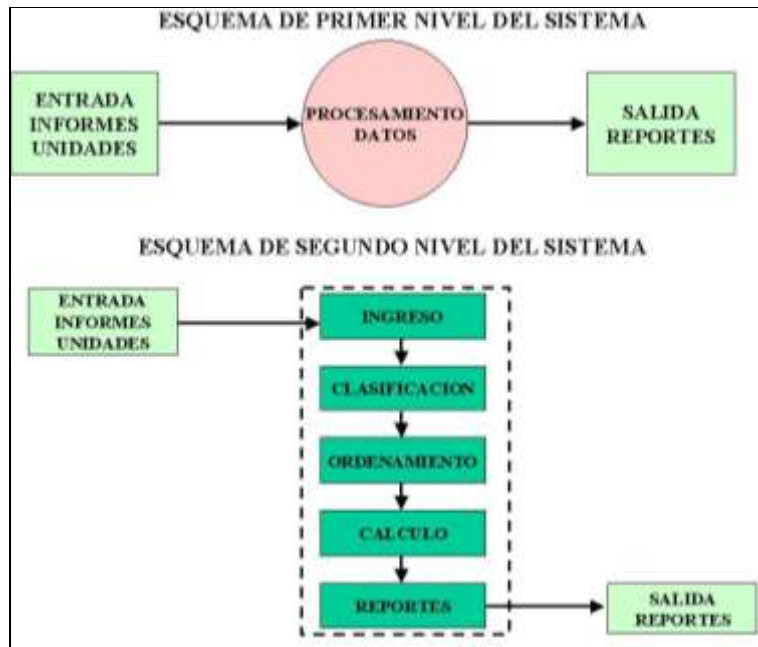 ESQUEMA DE PRIMER NIVEL DEL SISTEMA
ENTRADA
INFORMES
UNIDADES
PROCESAMIENTO
DATOS
SALIDA
REPORTES
ESQUEMA DE SEGUNDO NIVEL DEL SISTEMA
ENTRADA
INFORMES
UNIDADES
INGRESO
CLASIFICACION
ORDENAMIENTO
CALCULO
REPORTES
SALIDA
REPORTES